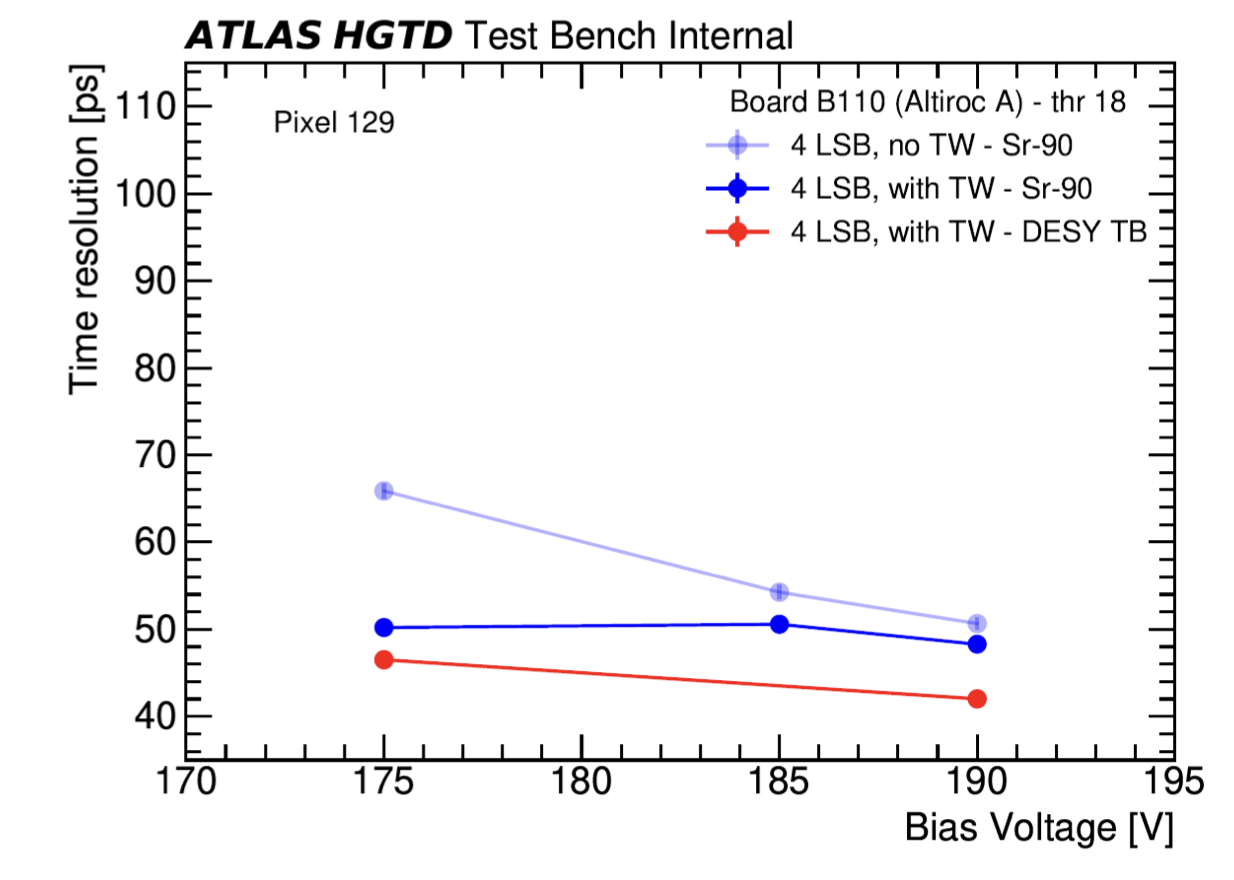 ATLAS HGTD Test Bench Internal
Time resolution [ps]
Pixel 129
Board B110 (Altiroc A) - thr 18
4 LSB, no TW - Sr-90
4 LSB, with TW - Sr-90
4 LSB, with TW - DESY TB
110
100
90
80
70
60
50
40
170 175 180 185 190 195
Bias Voltage [V]